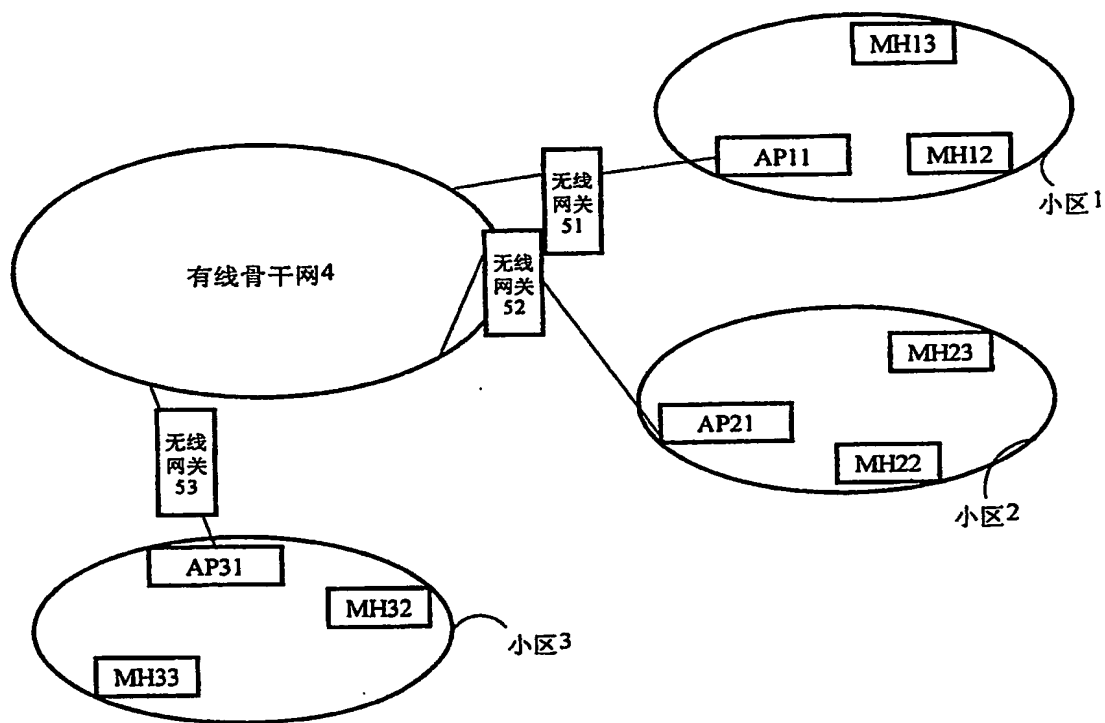 MH13
AP11
MH12
小区1
无线
网关
51
有线骨干网4
无线
网关
52
MH23
AP21
MH22
小区2
无线
网关
53
AP31
MH32
小区3
MH33